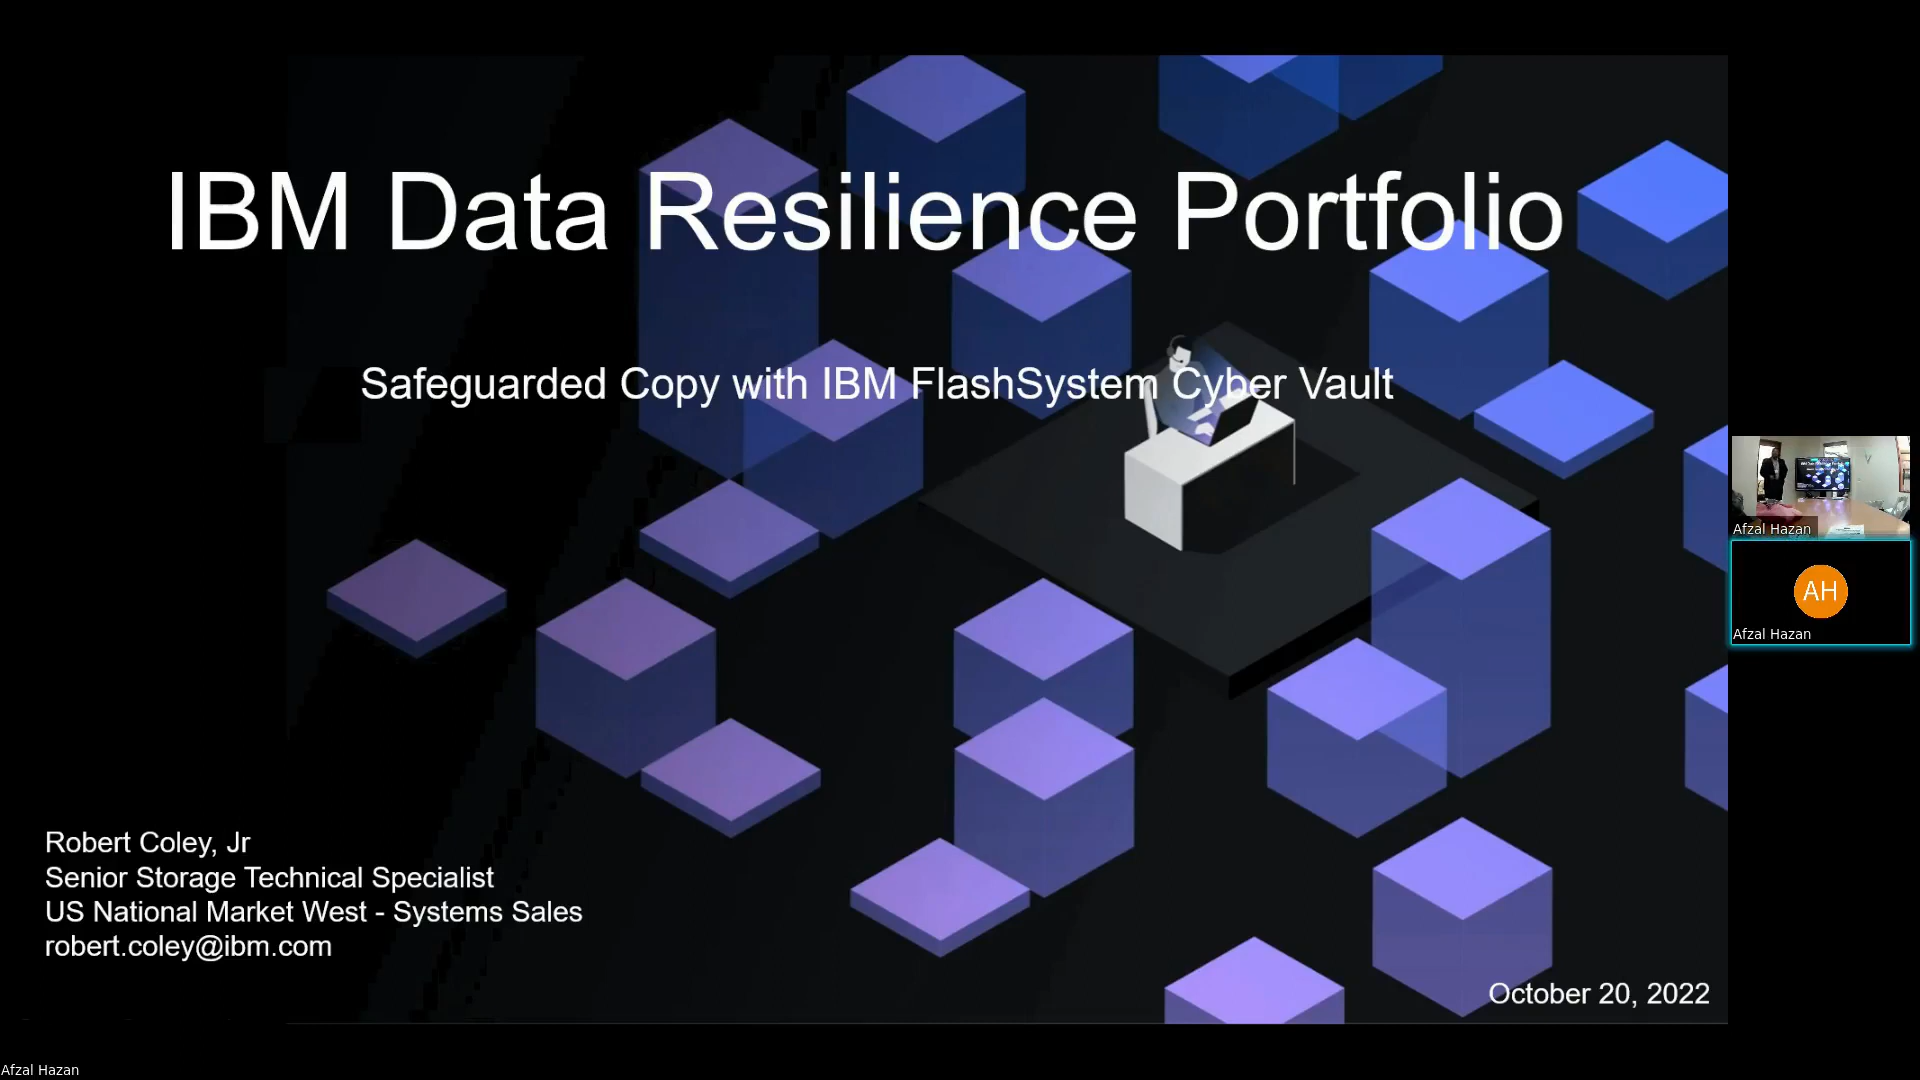 IBM Data Resilience Portfolio
Safeguarded Copy with IBM FlashSystem Cyber Vault
Robert Coley, Jr
Senior Storage Technical Specialist
US National Market West - Systems Sales
robert.coley@ibm.com
October 20, 2022
Afzal Hazan
AH
Afzal Hazan
Afzal Hazan